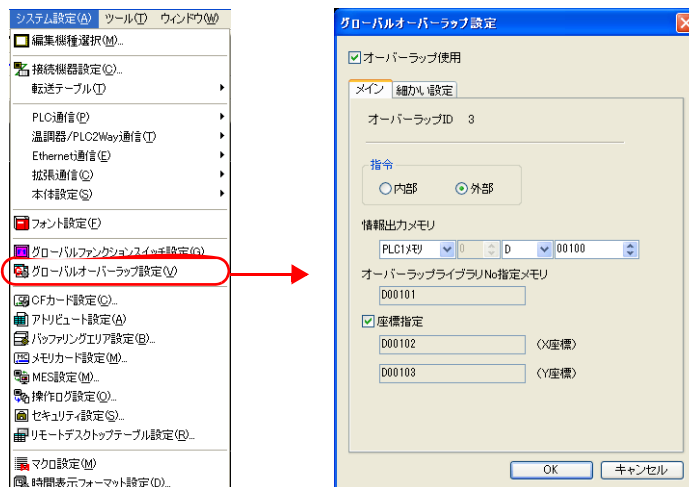 システム設定(A) ツール(T) ウィンドウ(W)
編集機種選択(M)...
接続機器設定(C)...
転送テーブル(T)
PLC通信(P)
温調器/PLC2Way通信(T)
Ethernet通信(E)
拡張通信(C)
本体設定(S)
フォント設定(F)
グローバルファンクションスイッチ設定(G)
グローバルオーバーラップ設定(V)
CFカード設定(C)...
アトリビュート設定(A)
バッファリングエリア設定(B)...
メモリカード設定(M)...
MES設定(M)...
操作ログ設定(O)...
セキュリティ設定(S)...
リモートデスクトップテーブル設定(R)...
マクロ設定(M)
時間表示フォーマット設定(D)...
グローバルオーバーラップ設定
オーバーラップ使用
メイン 細かい設定
オーバーラップID 3
指令
内部 外部
情報出力メモリ
PLC1メモリ 0 D 00100
オーバーラップライブラリNo指定メモリ
D00101
座標指定
D00102 (X座標)
D00103 (Y座標)
OK キャンセル